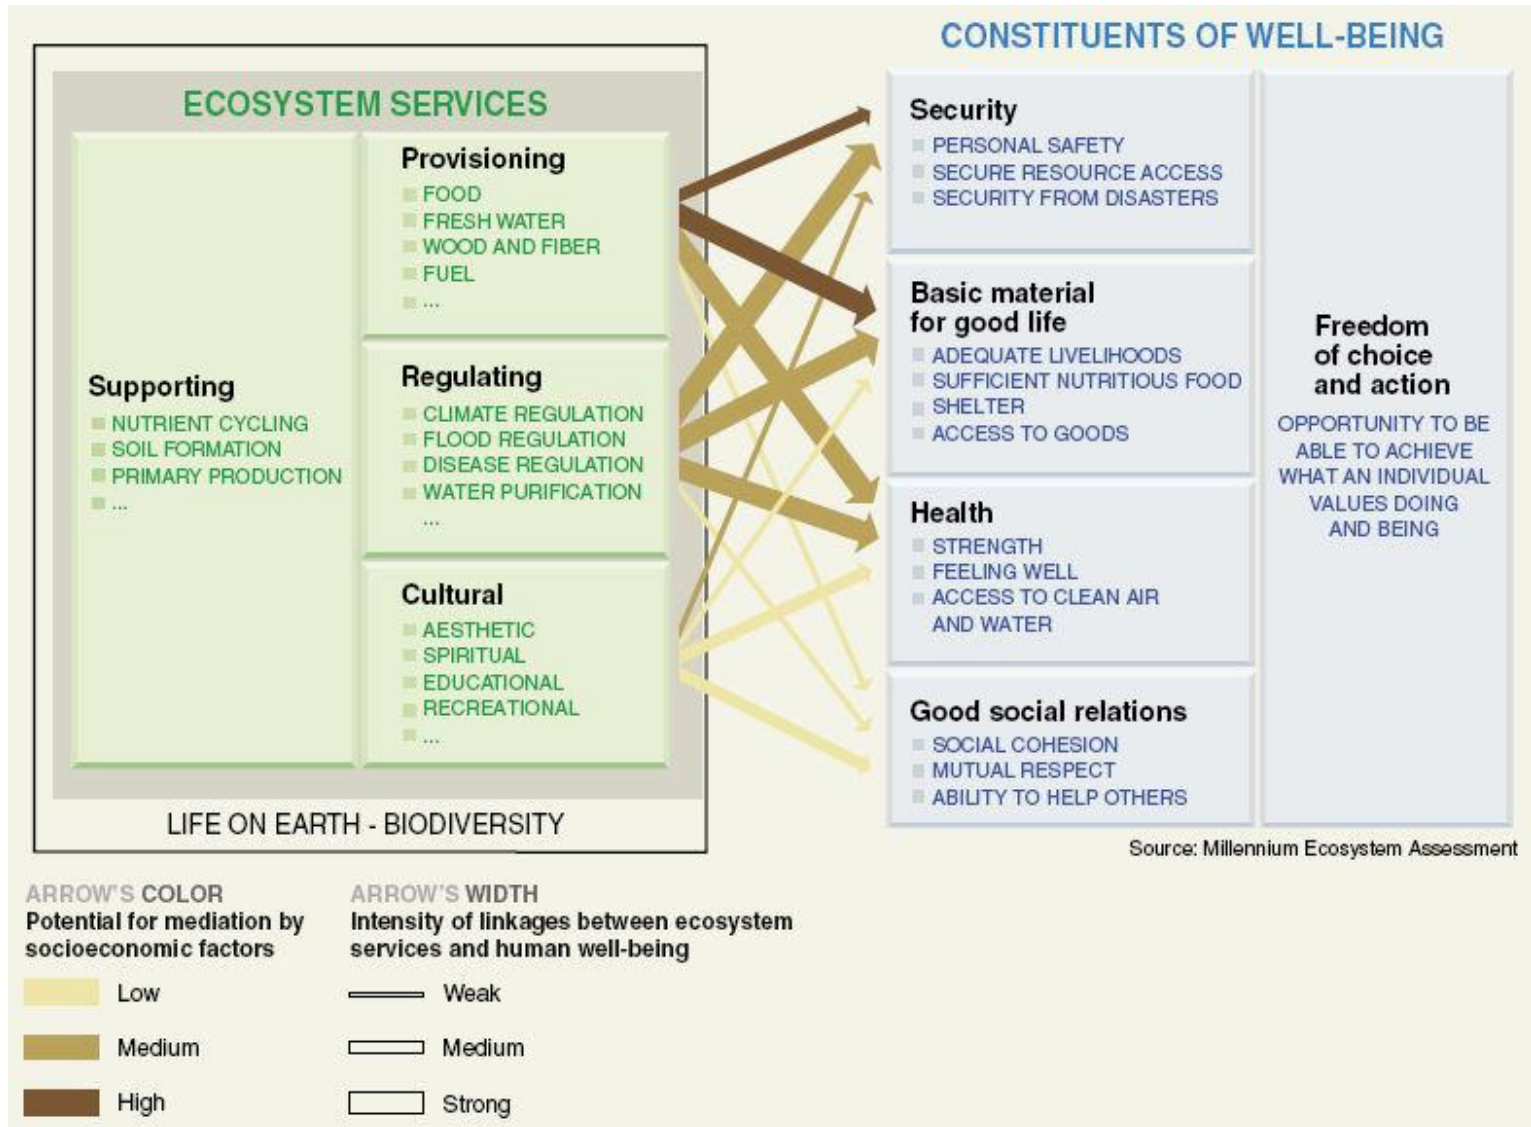 CONSTITUENTS OF WELL-BEING
ECOSYSTEM SERVICES
Supporting
NUTRIENT CYCLING
SOIL FORMATION
PRIMARY PRODUCTION
...
Provisioning
FOOD
FRESH WATER
WOOD AND FIBER
FUEL
...
Regulating
CLIMATE REGULATION
FLOOD REGULATION
DISEASE REGULATION
WATER PURIFICATION
...
Cultural
AESTHETIC
SPIRITUAL
EDUCATIONAL
RECREATIONAL
...
LIFE ON EARTH - BIODIVERSITY
Security
PERSONAL SAFETY
SECURE RESOURCE ACCESS
SECURITY FROM DISASTERS
Basic material
for good life
ADEQUATE LIVELIHOODS
SUFFICIENT NUTRITIOUS FOOD
SHELTER
ACCESS TO GOODS
Health
STRENGTH
FEELING WELL
ACCESS TO CLEAN AIR
AND WATER
Good social relations
SOCIAL COHESION
MUTUAL RESPECT
ABILITY TO HELP OTHERS
Freedom
of choice
and action
OPPORTUNITY TO BE
ABLE TO ACHIEVE
WHAT AN INDIVIDUAL
VALUES DOING
AND BEING
Source: Millennium Ecosystem Assessment
ARROW'S COLOR
Potential for mediation by
socioeconomic factors
Low
Medium
High
ARROW'S WIDTH
Intensity of linkages between ecosystem
services and human well-being
Weak
Medium
Strong